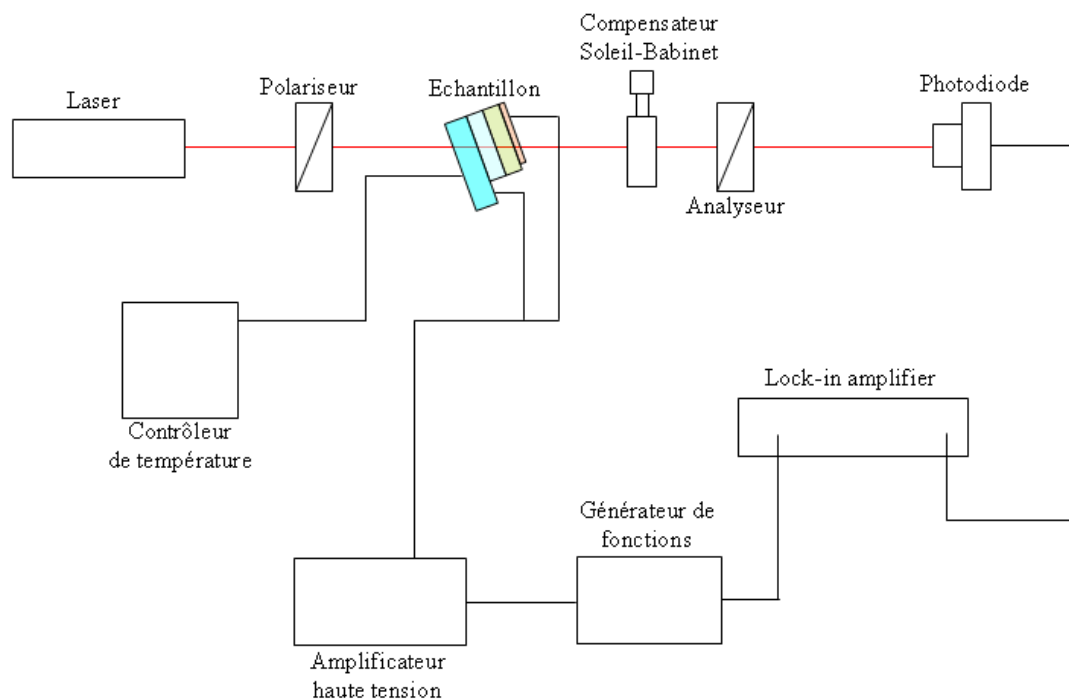 Compensateur
Soleil-Babinet
Laser
Polariseur
Echantillon
Photodiode
Analyseur
Contrôleur
de température
Lock-in amplifier
Générateur de
fonctions
Amplificateur
haute tension